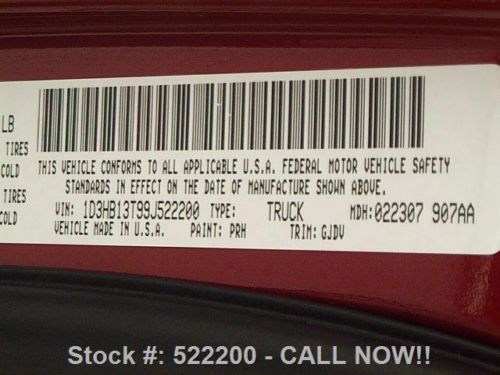 LB
TIRES
COLD
TIRES
COLD
THIS VEHICLE CONFORMS TO ALL APPLICABLE U.S.A. FEDERAL MOTOR VEHICLE SAFETY
STANDARDS IN EFFECT ON THE DATE OF MANUFACTURE SHOWN ABOVE.
VIN: 1D3HB13T99J522200 TYPE: TRUCK MDH: 022307 907AA
VEHICLE MADE IN U.S.A. PAINT: PRH TRIM: GJDV
Stock #: 522200 - CALL NOW!!